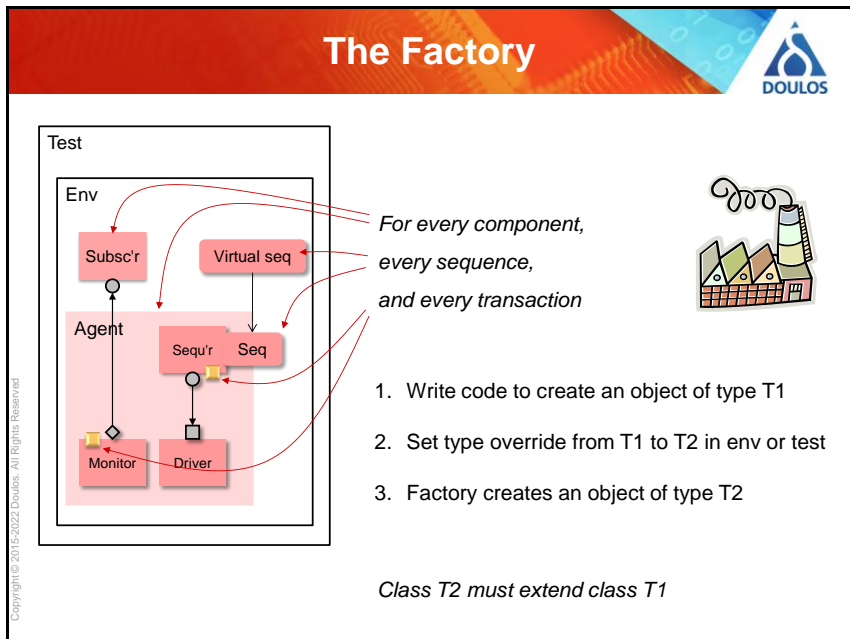 The Factory
DOULOS
Test
Env
Subsc'r
Virtual seq
Agent
Sequ'r
Seq
Monitor
Driver
For every component,
every sequence,
and every transaction
1. Write code to create an object of type T1
2. Set type override from T1 to T2 in env or test
3. Factory creates an object of type T2
Class T2 must extend class T1
Copyright © 2015-2022 Doulos. All Rights Reserved